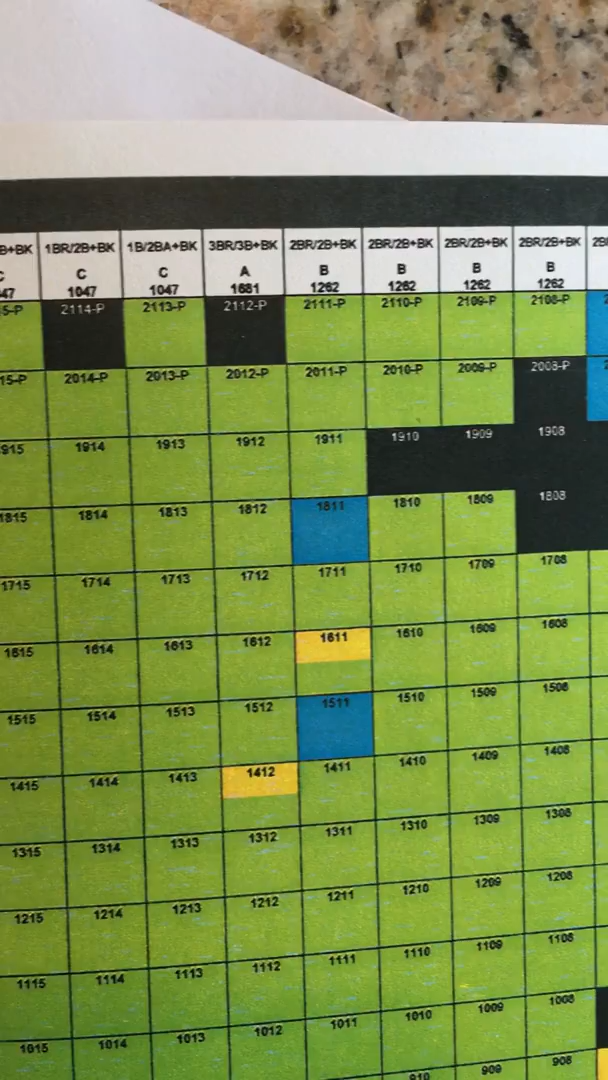 B+BK 1BR/2B+BK 1B/2BA+BK 3BR/3B+BK 2BR/2B+BK 2BR/2B+BK 2BR/2B+BK 2BR/2B+BK
C C C A B B B B
47 1047 1047 1681 1262 1262 1262 1262
5-P 2114-P 2113-P 2112-P 2111-P 2110-P 2109-P 2108-P
15-P 2014-P 2013-P 2012-P 2011-P 2010-P 2009-P 2008-P
915 1914 1913 1912 1911 1910 1909 1908
1815 1814 1813 1812 1811 1810 1809 1808
1715 1714 1713 1712 1711 1710 1709 1708
1615 1614 1613 1612 1611 1610 1609 1608
1515 1514 1513 1512 1511 1510 1509 1508
1415 1414 1413 1412 1411 1410 1409 1408
1315 1314 1313 1312 1311 1310 1309 1308
1215 1214 1213 1212 1211 1210 1209 1208
1115 1114 1113 1112 1111 1110 1109 1108
1015 1014 1013 1012 1011 1010 1009 1008
910 909 908